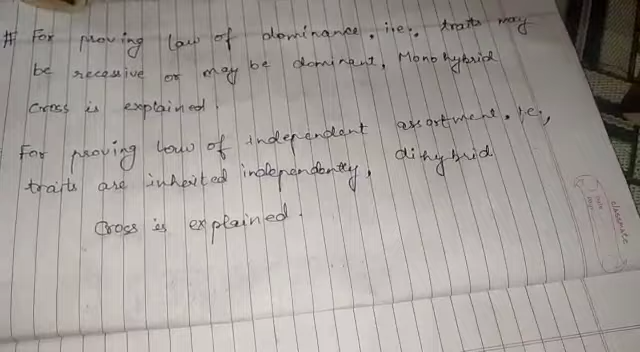 # For proving law of dominance, i.e., traits may
be recessive or may be dominant, Monohybrid
cross is explained.
For proving law of independent assortment, i.e.,
traits are inherited independently, dihybrid
Cross is explained.
classmate